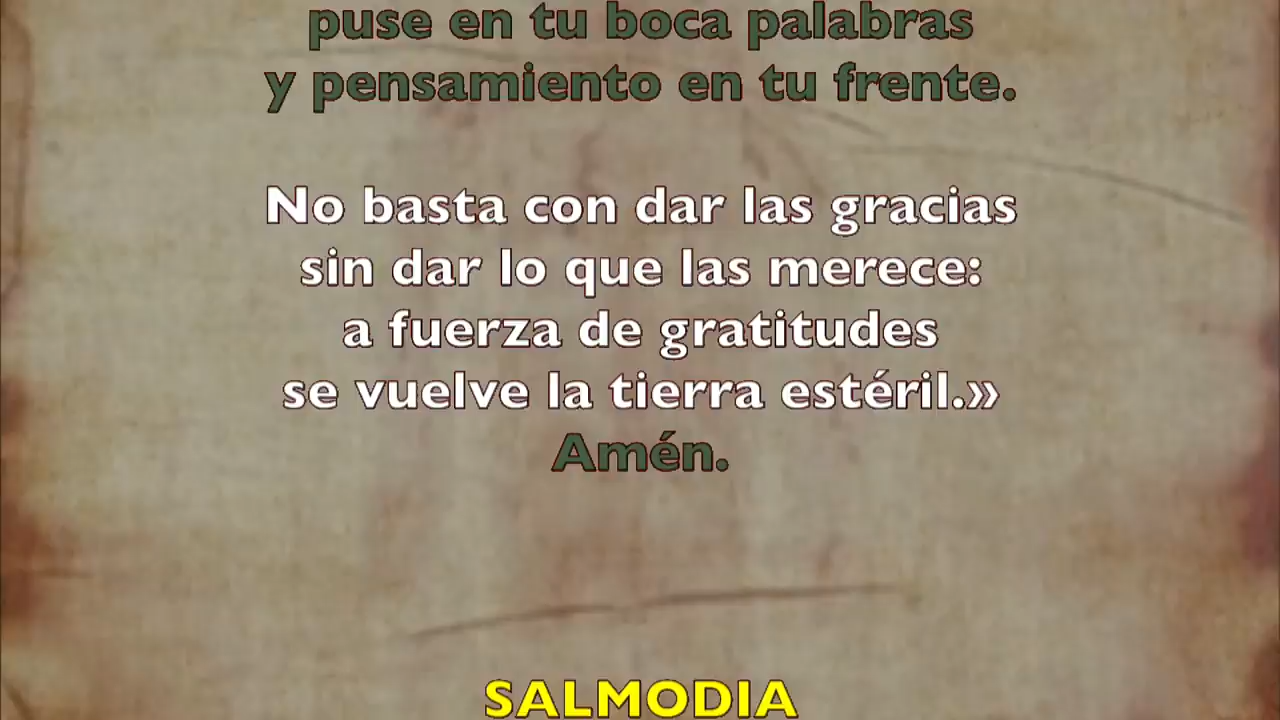 puse en tu boca palabras
y pensamiento en tu frente.
No basta con dar las gracias
sin dar lo que las merece:
a fuerza de gratitudes
se vuelve la tierra estéril.»
Amén.
SALMODIA